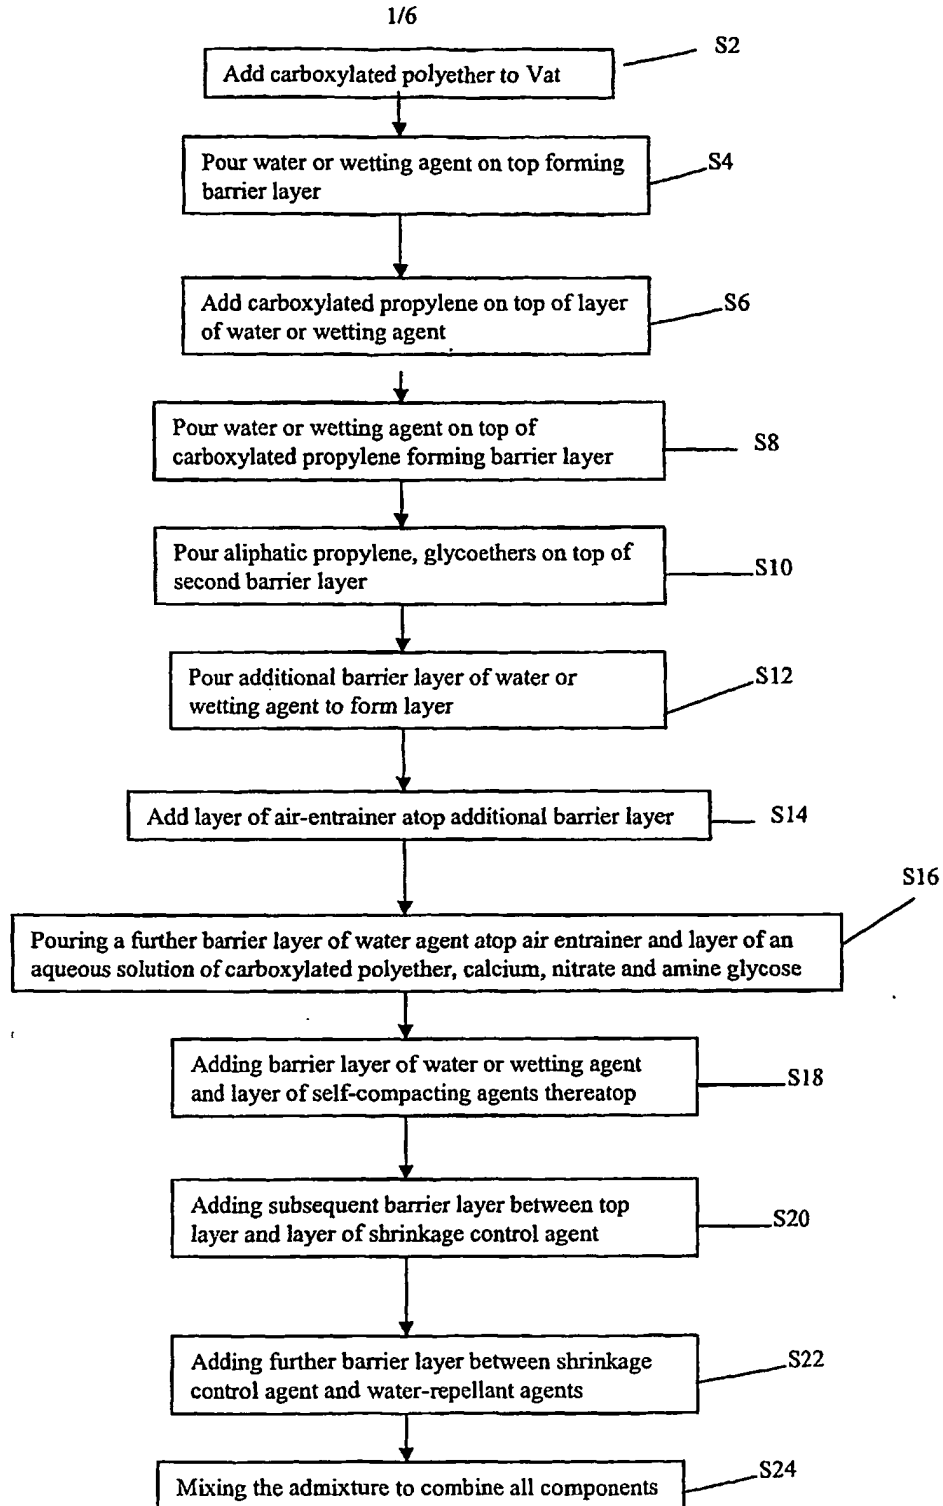 1/6
S2
Add carboxylated polyether to Vat
Pour water or wetting agent on top forming
barrier layer
S4
Add carboxylated propylene on top of layer
of water or wetting agent
S6
Pour water or wetting agent on top of
carboxylated propylene forming barrier layer
S8
Pour aliphatic propylene, glycoethers on top of
second barrier layer
S10
Pour additional barrier layer of water or
wetting agent to form layer
S12
Add layer of air-entrainer atop additional barrier layer
S14
S16
Pouring a further barrier layer of water agent atop air entrainer and layer of an
aqueous solution of carboxylated polyether, calcium, nitrate and amine glycose
Adding barrier layer of water or wetting agent
and layer of self-compacting agents thereatop
S18
Adding subsequent barrier layer between top
layer and layer of shrinkage control agent
S20
Adding further barrier layer between shrinkage
control agent and water-repellant agents
S22
Mixing the admixture to combine all components
S24